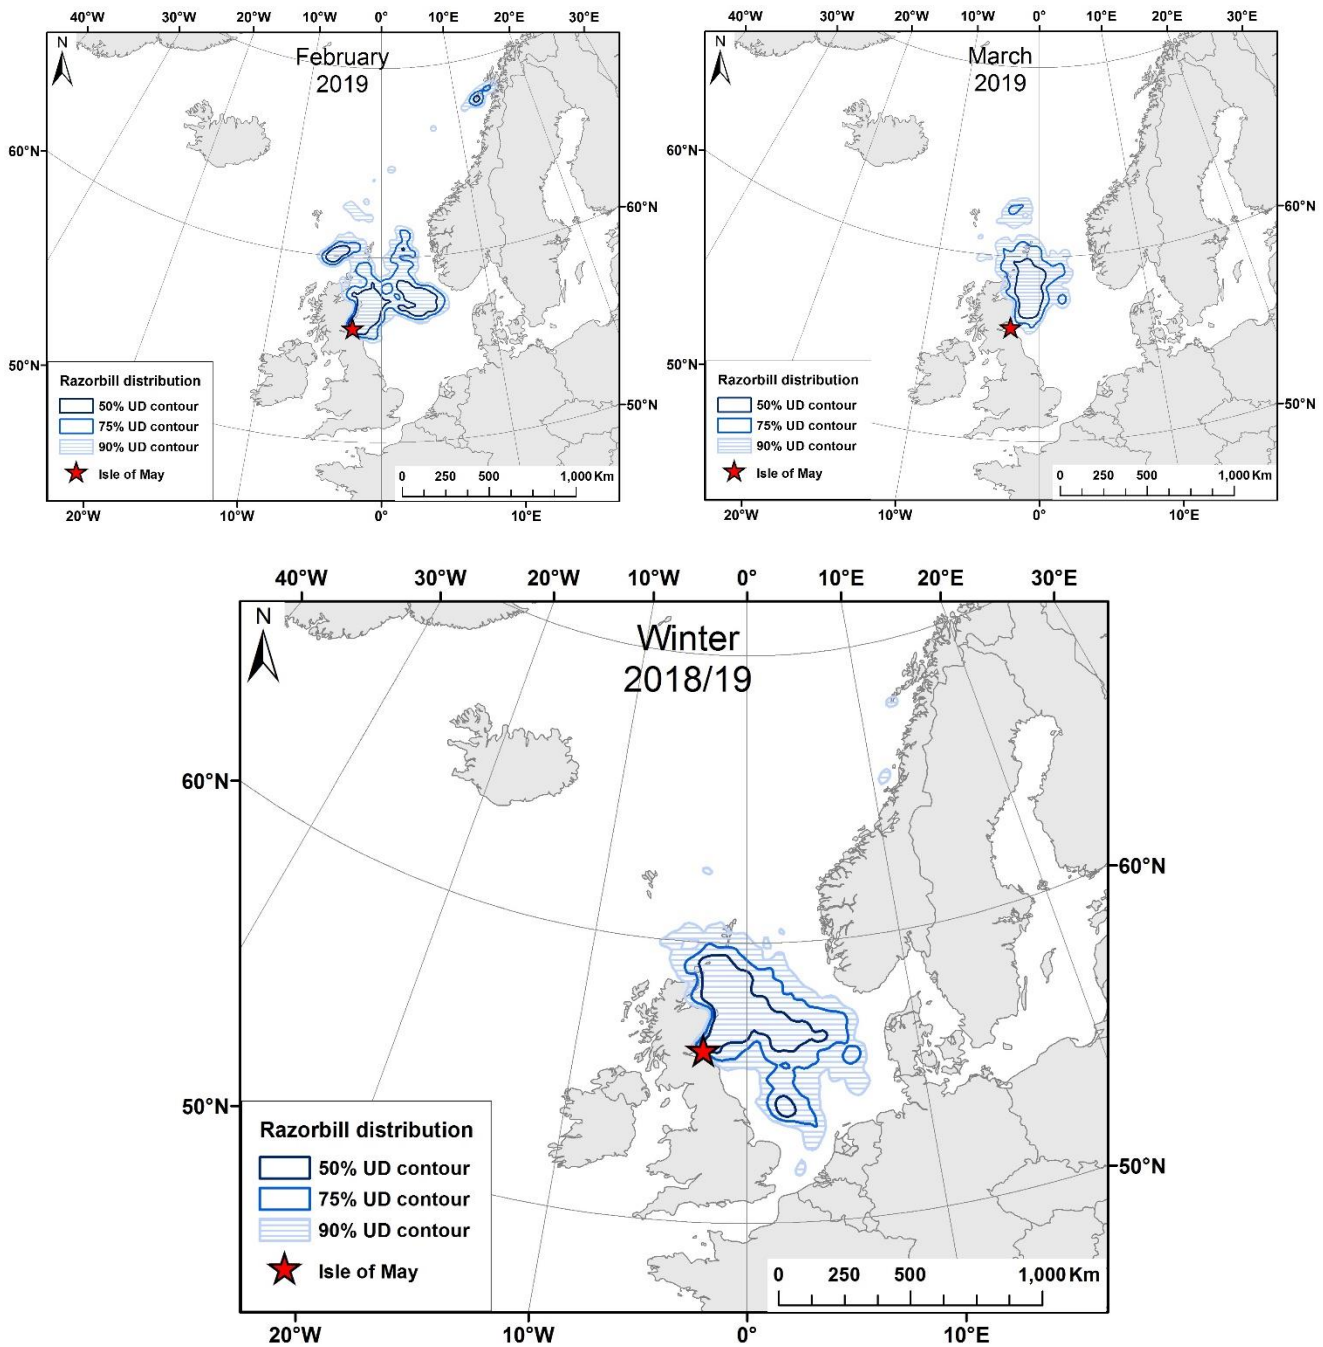 40°W 30°W 20°W 10°W 0° 10°E 20°E 30°E
N
February
2019
60°N
60°N
50°N
50°N
Razorbill distribution
50% UD contour
75% UD contour
90% UD contour
Isle of May
0 250 500 1,000 Km
20°W 10°W 0° 10°E
40°W 30°W 20°W 10°W 0° 10°E 20°E 30°E
N
March
2019
60°N
60°N
50°N
50°N
Razorbill distribution
50% UD contour
75% UD contour
90% UD contour
Isle of May
0 250 500 1,000 Km
20°W 10°W 0° 10°E
40°W 30°W 20°W 10°W 0° 10°E 20°E 30°E
N
Winter
2018/19
60°N
60°N
50°N
50°N
Razorbill distribution
50% UD contour
75% UD contour
90% UD contour
Isle of May
0 250 500 1,000 Km
20°W 10°W 0° 10°E